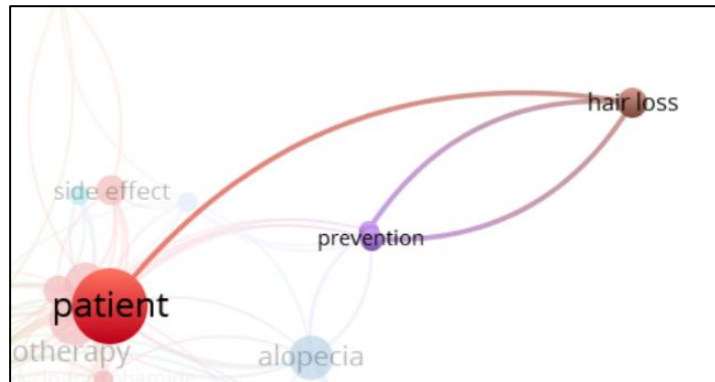 hair loss
side effect
prevention
patient
otherapy
alopecia